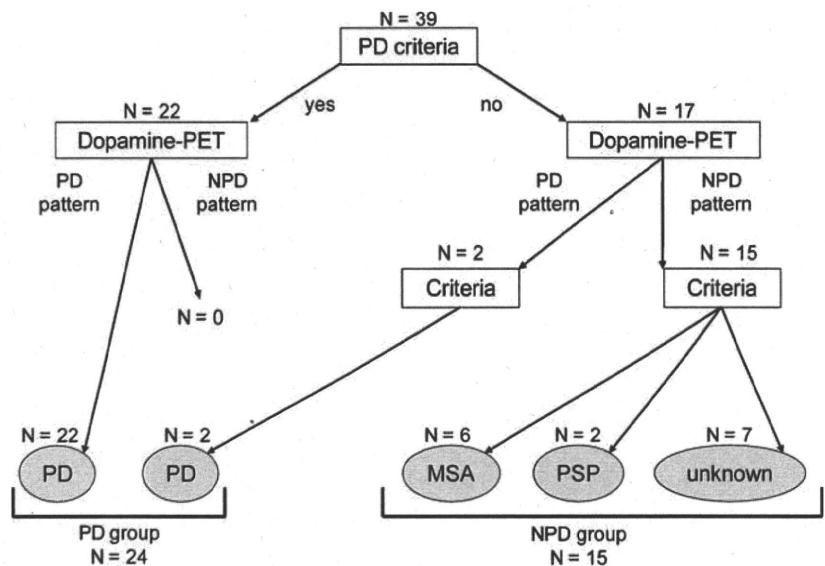 N = 39
PD criteria
yes
no
N = 22
Dopamine-PET
N = 17
Dopamine-PET
PD
pattern
NPD
pattern
PD
pattern
NPD
pattern
N = 2
Criteria
N = 15
Criteria
N = 0
N = 22
PD
N = 2
PD
N = 6
MSA
N = 2
PSP
N = 7
unknown
PD group
N = 24
NPD group
N = 15